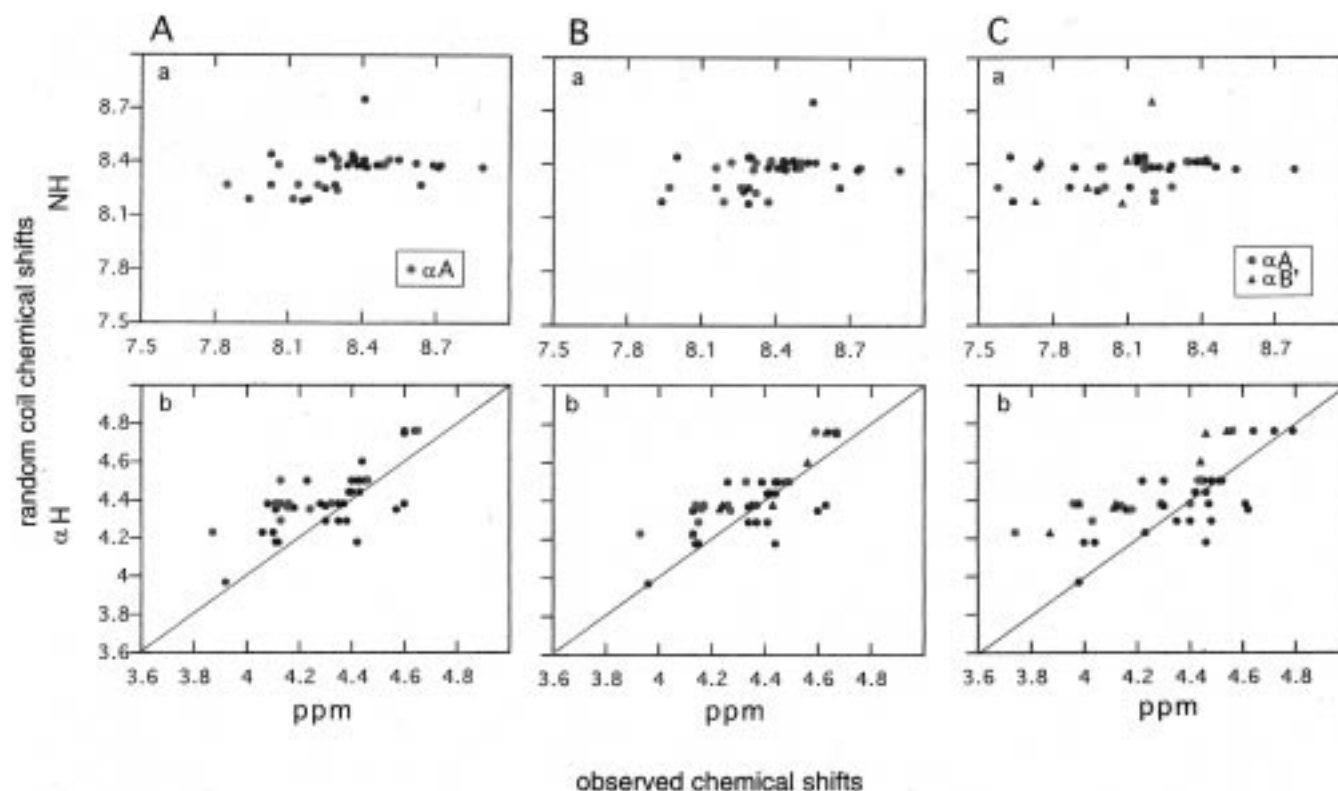 A
B
C
a
a
a
random coil chemical shifts
NH
8.7
8.4
8.1
7.8
7.5
αA
αA
αB'
7.5 7.8 8.1 8.4 8.7
7.5 7.8 8.1 8.4 8.7
7.5 7.8 8.1 8.4 8.7
b
b
b
αH
4.8
4.6
4.4
4.2
4
3.8
3.6
3.6 3.8 4 4.2 4.4 4.6 4.8
3.6 3.8 4 4.2 4.4 4.6 4.8
3.6 3.8 4 4.2 4.4 4.6 4.8
ppm
ppm
ppm
observed chemical shifts